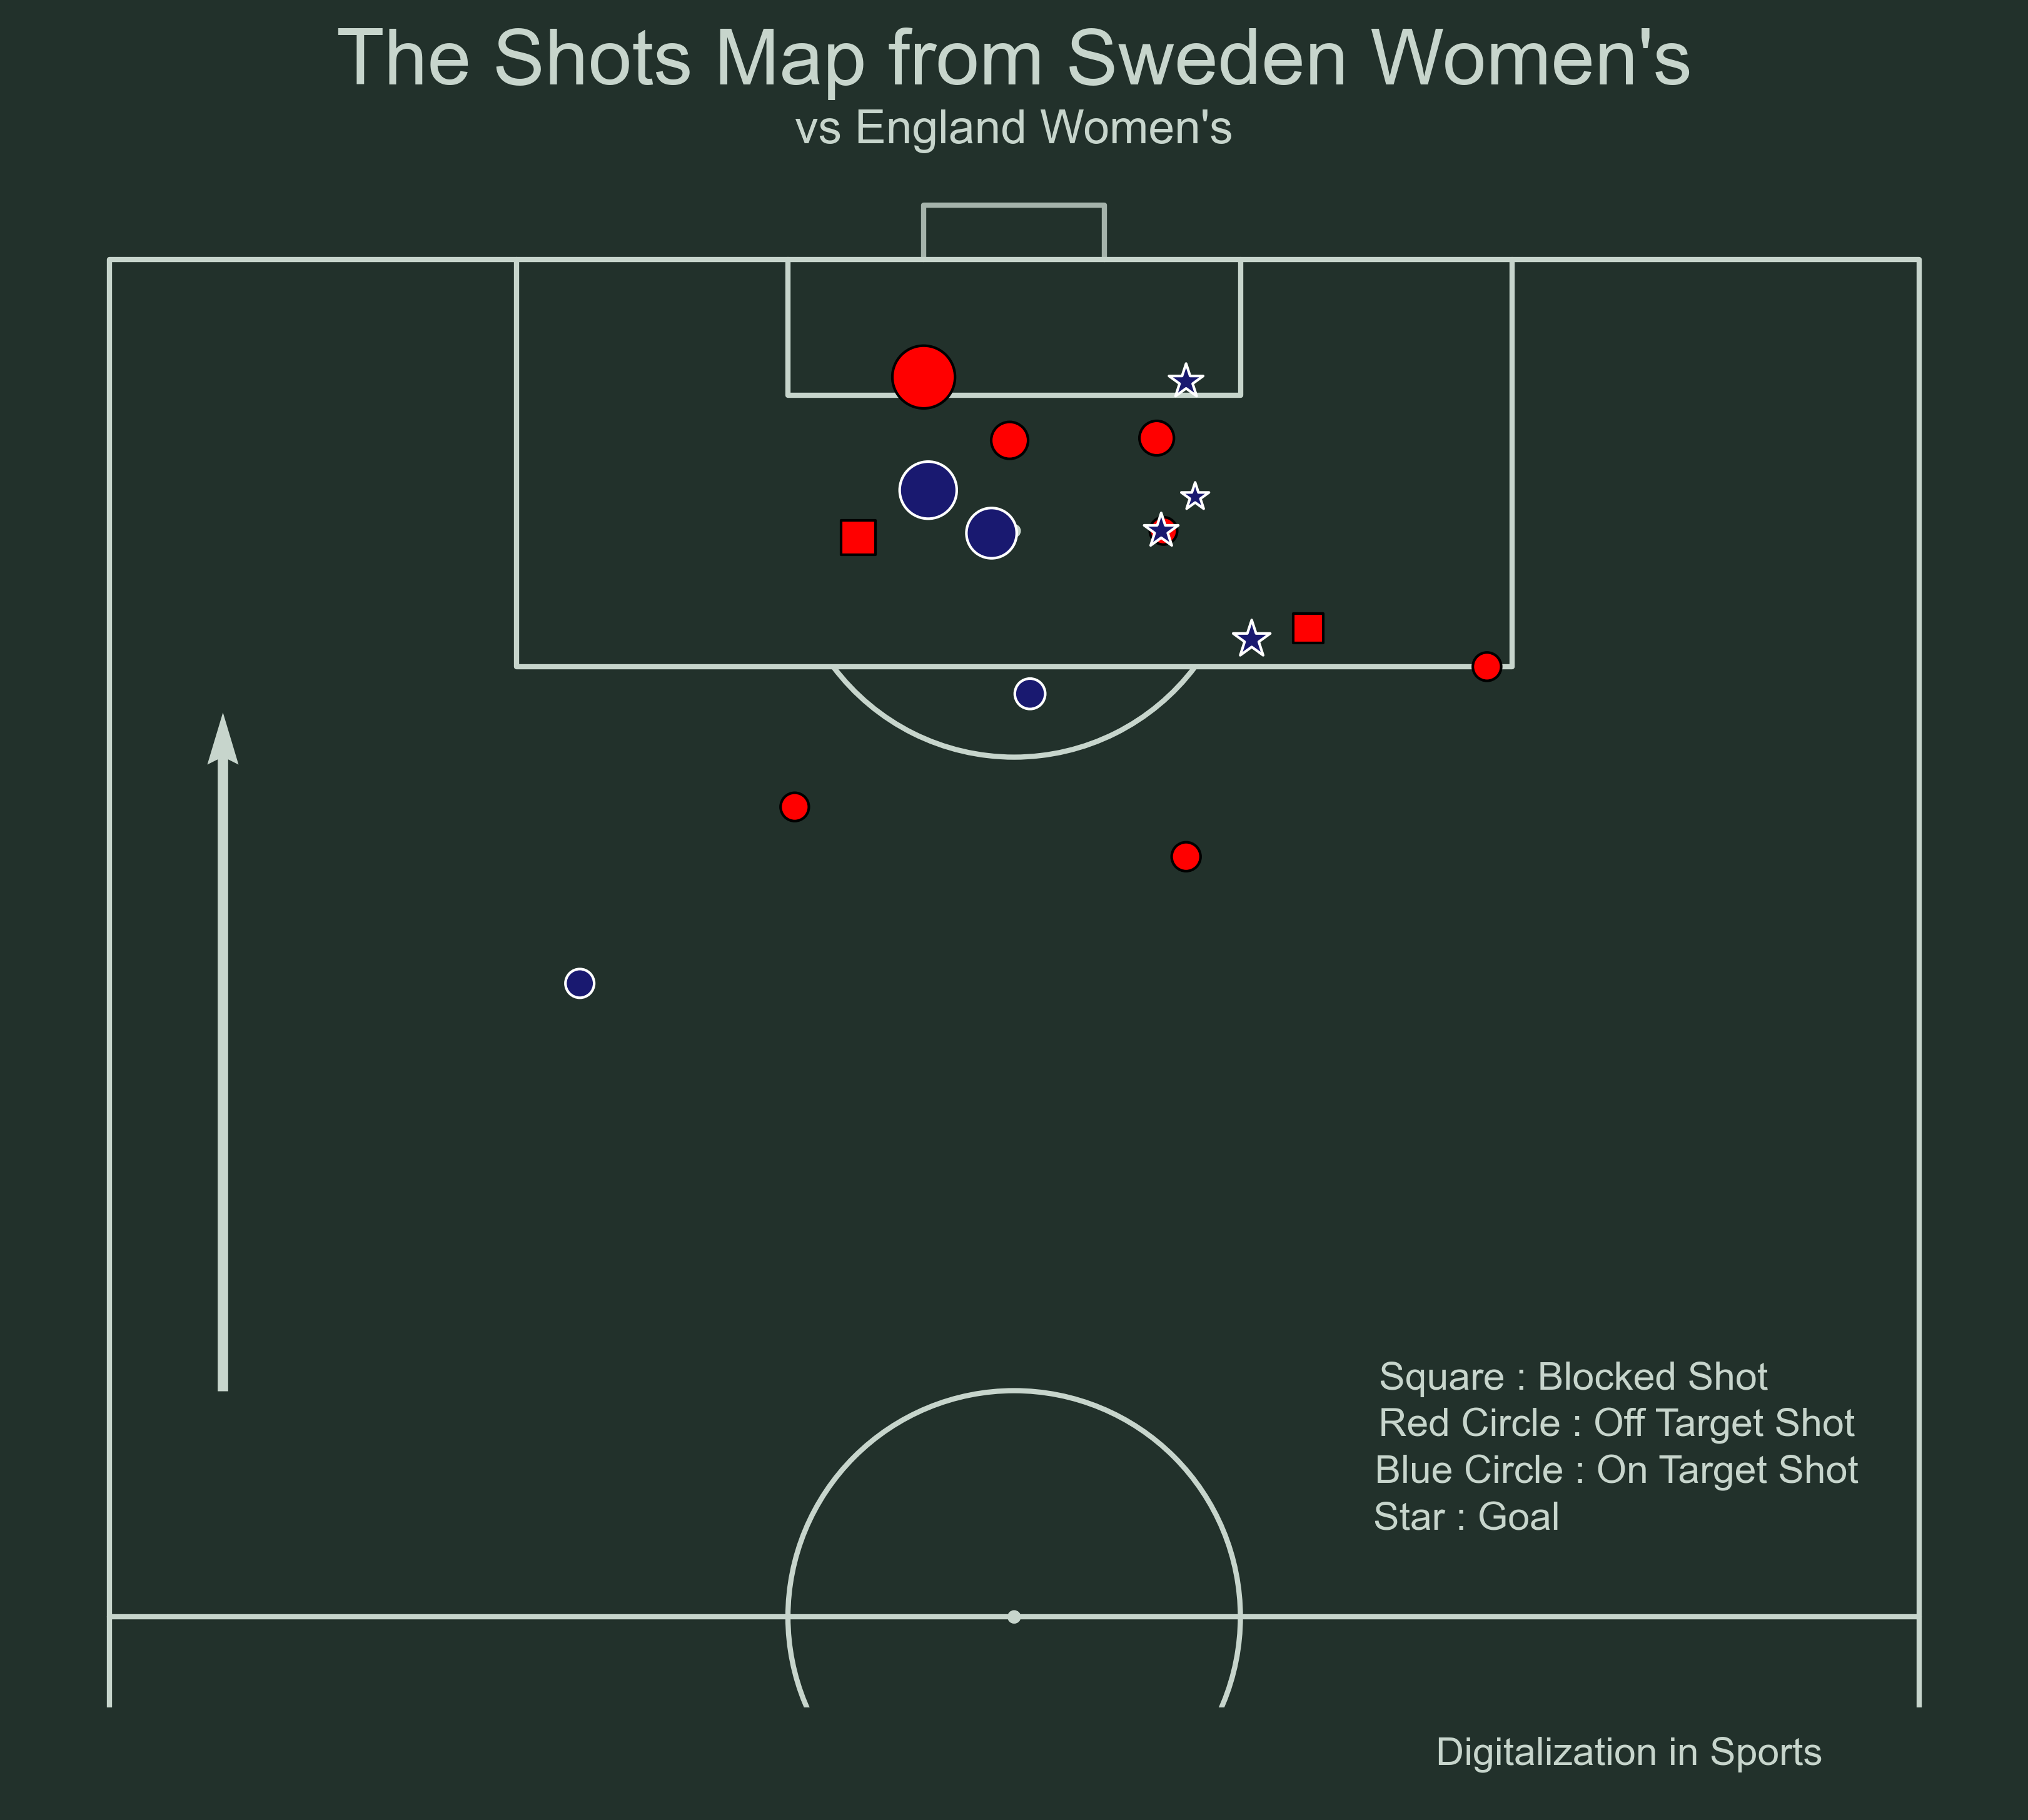 The Shots Map from Sweden Women's
vs England Women's
Square : Blocked Shot
Red Circle : Off Target Shot
Blue Circle : On Target Shot
Star : Goal
Digitalization in Sports